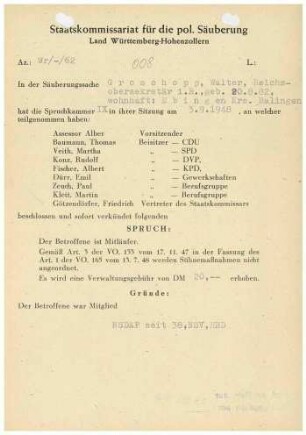 Staatskommissariat für die pol. Säuberung
Land Württemberg-Hohenzollern
Az.: Wr/-/62 008 L:
In der Säuberungssache Groschopp, Walter, Reichs-
obersekretär i.R., geb. 20.8.82,
wohnhaft: Ebingen Krs. Balingen
hat die Spruchkammer IX in ihrer Sitzung am 3.9.1948, an welcher
teilgenommen haben:
Assessor Alber Vorsitzender
Baumann, Thomas Beisitzer — CDU
Veith, Martha „ — SPD
Konz, Rudolf „ — DVP,
Fischer, Albert „ — KPD,
Dürr, Emil „ — Gewerkschaften
Zeuch, Paul „ — Berufsgruppe
Kleit, Martin „ — Berufsgruppe
Götzendörfer, Friedrich Vertreter des Staatskommissars
beschlossen und sofort verkündet folgenden
SPRUCH:
Der Betroffene ist Mitläufer.
Gemäß Art. 5 der VO. 133 vom 17. 11. 47 in der Fassung des
Art. 1 der VO. 165 vom 13. 7. 48 werden Sühnemaßnahmen nicht
angeordnet.
Es wird eine Verwaltungsgebühr von DM 20,-- erhoben.
Gründe:
Der Betroffene war Mitglied
NSDAP seit 38, NSV, RDB